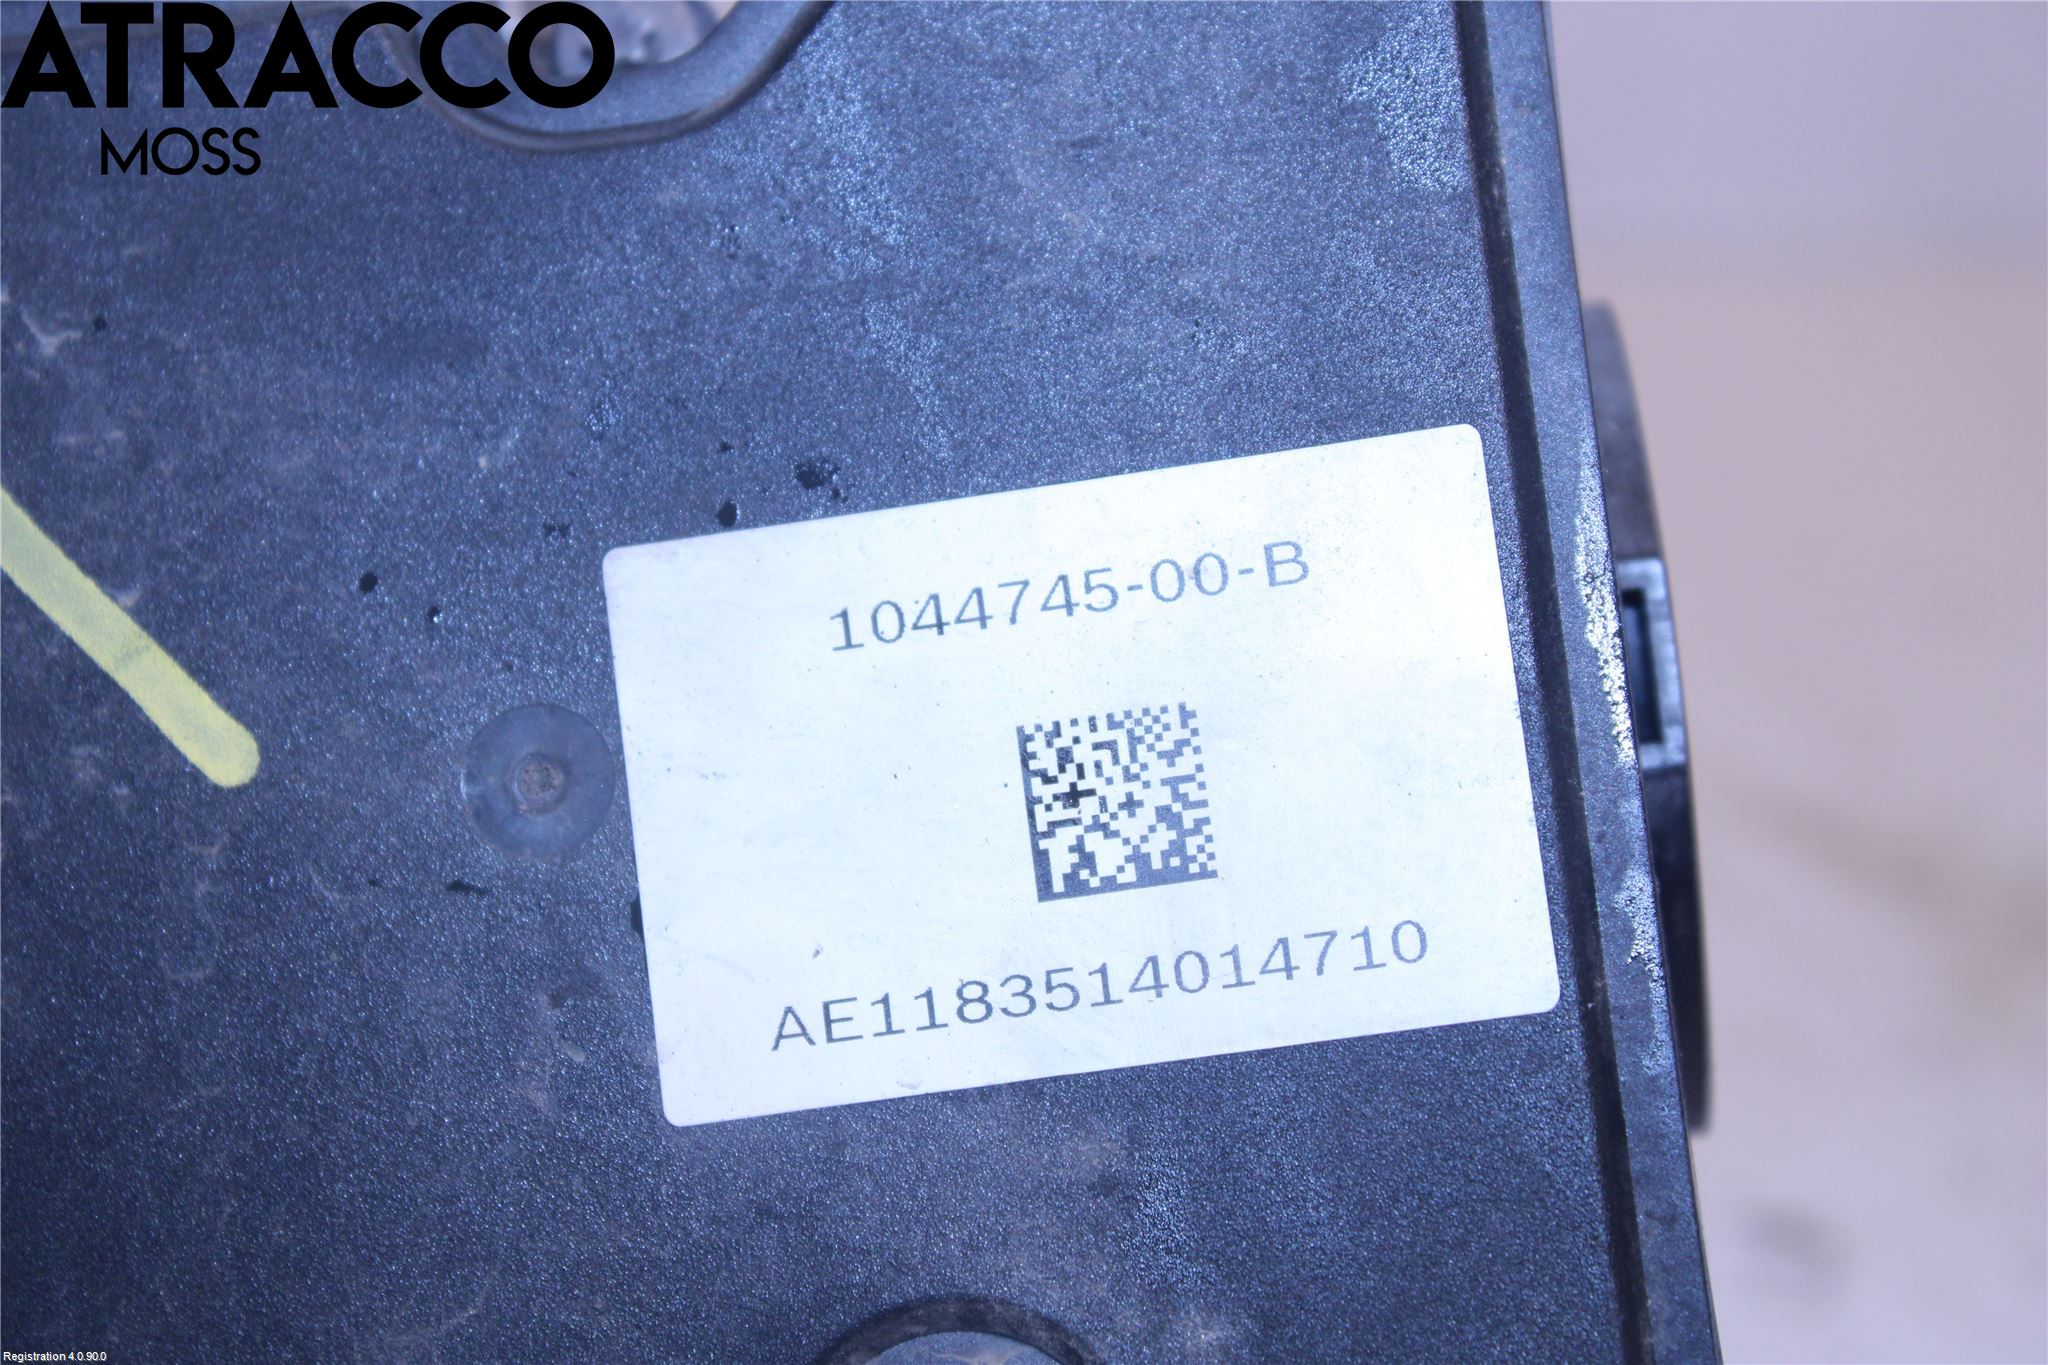 ATRACCO
MOSS
1044745-00-B
AE1183514014710
Registration 4.0.90.0